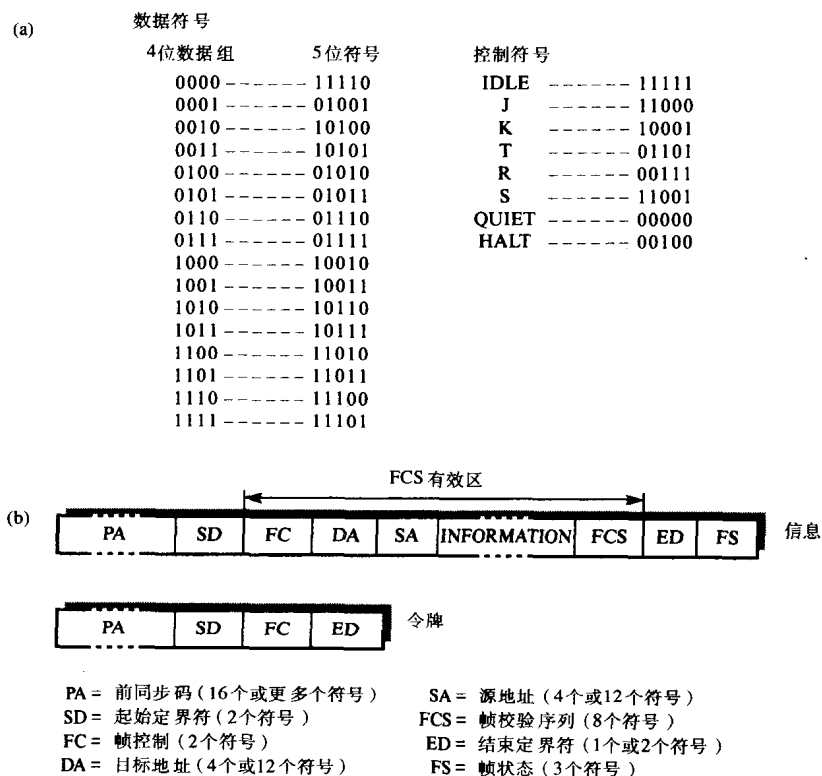 (a)
数据符号
4位数据组 5位符号
0000 ------ 11110
0001 ------ 01001
0010 ------ 10100
0011 ------ 10101
0100 ------ 01010
0101 ------ 01011
0110 ------ 01110
0111 ------ 01111
1000 ------ 10010
1001 ------ 10011
1010 ------ 10110
1011 ------ 10111
1100 ------ 11010
1101 ------ 11011
1110 ------ 11100
1111 ------ 11101
控制符号
IDLE ------ 11111
J ------ 11000
K ------ 10001
T ------ 01101
R ------ 00111
S ------ 11001
QUIET ------ 00000
HALT ------ 00100
FCS有效区
(b)
PA SD FC DA SA INFORMATION FCS ED FS 信息
PA SD FC ED 令牌
PA = 前同步码(16个或更多个符号)
SD = 起始定界符(2个符号)
FC = 帧控制(2个符号)
DA = 目标地址(4个或12个符号)
SA = 源地址(4个或12个符号)
FCS = 帧校验序列(8个符号)
ED = 结束定界符(1个或2个符号)
FS = 帧状态(3个符号)